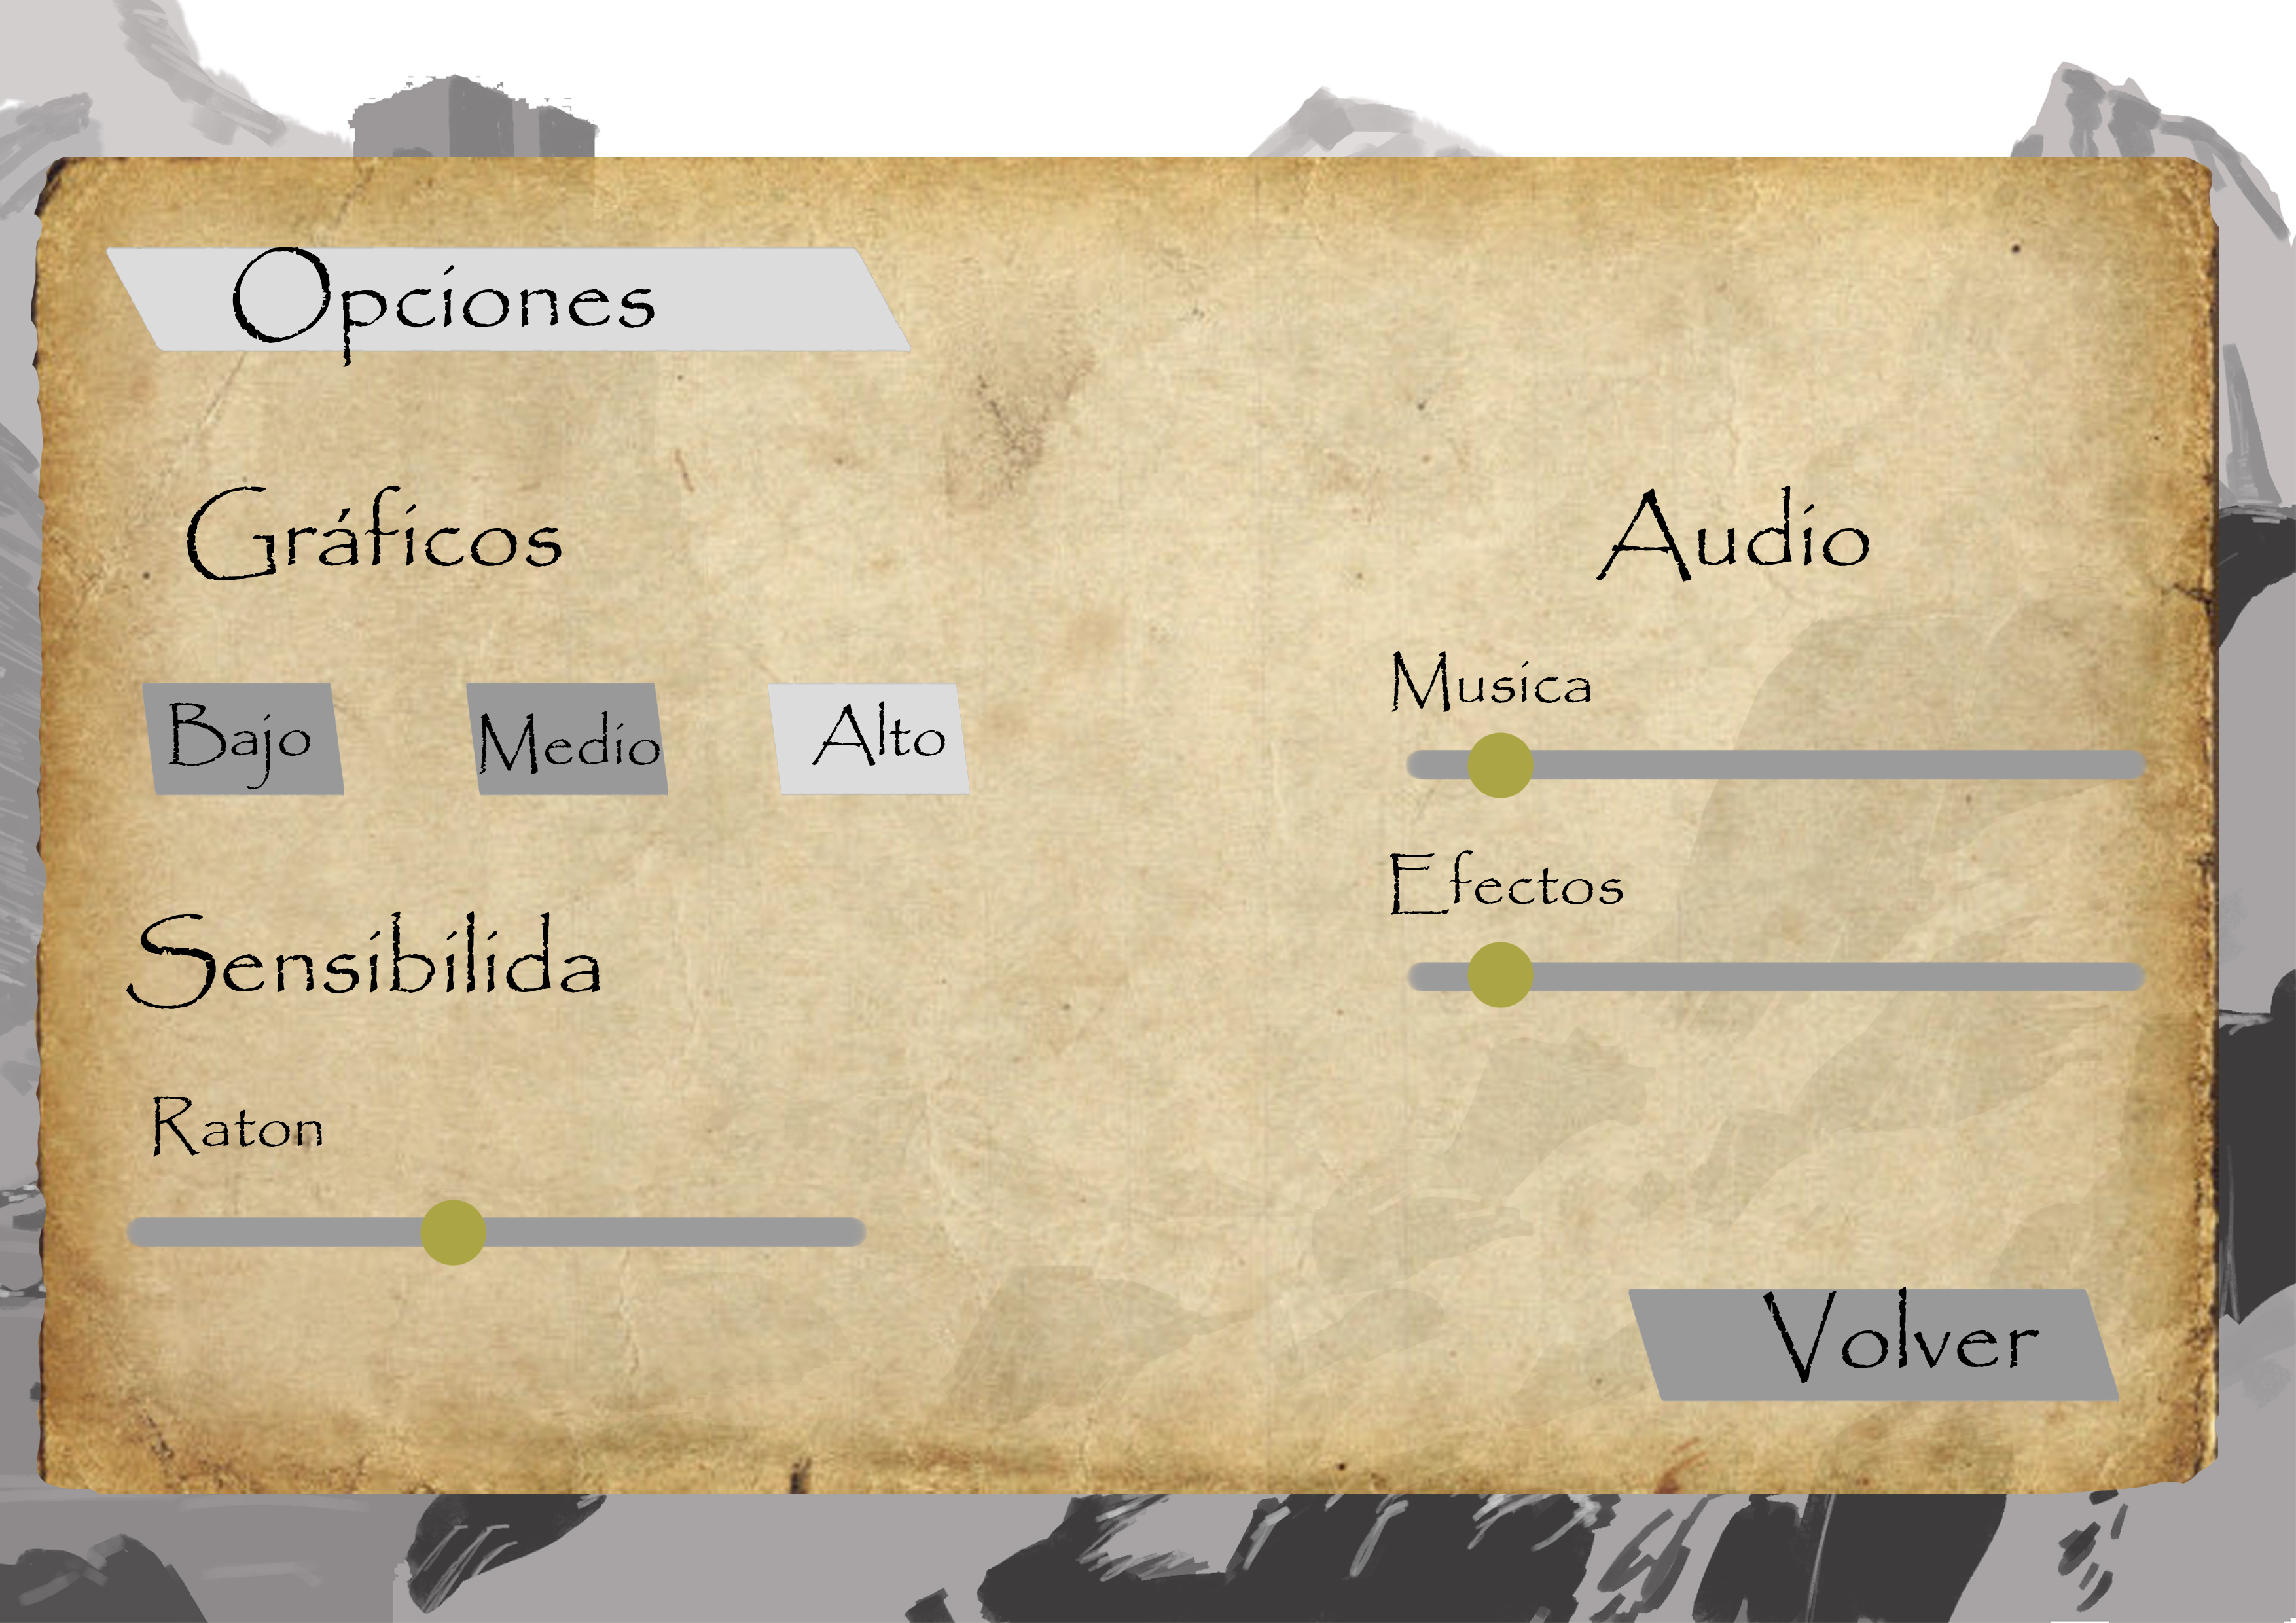 Opciones
Gráficos
Bajo Medio Alto
Sensibilida
Raton
Audio
Musica
Efectos
Volver